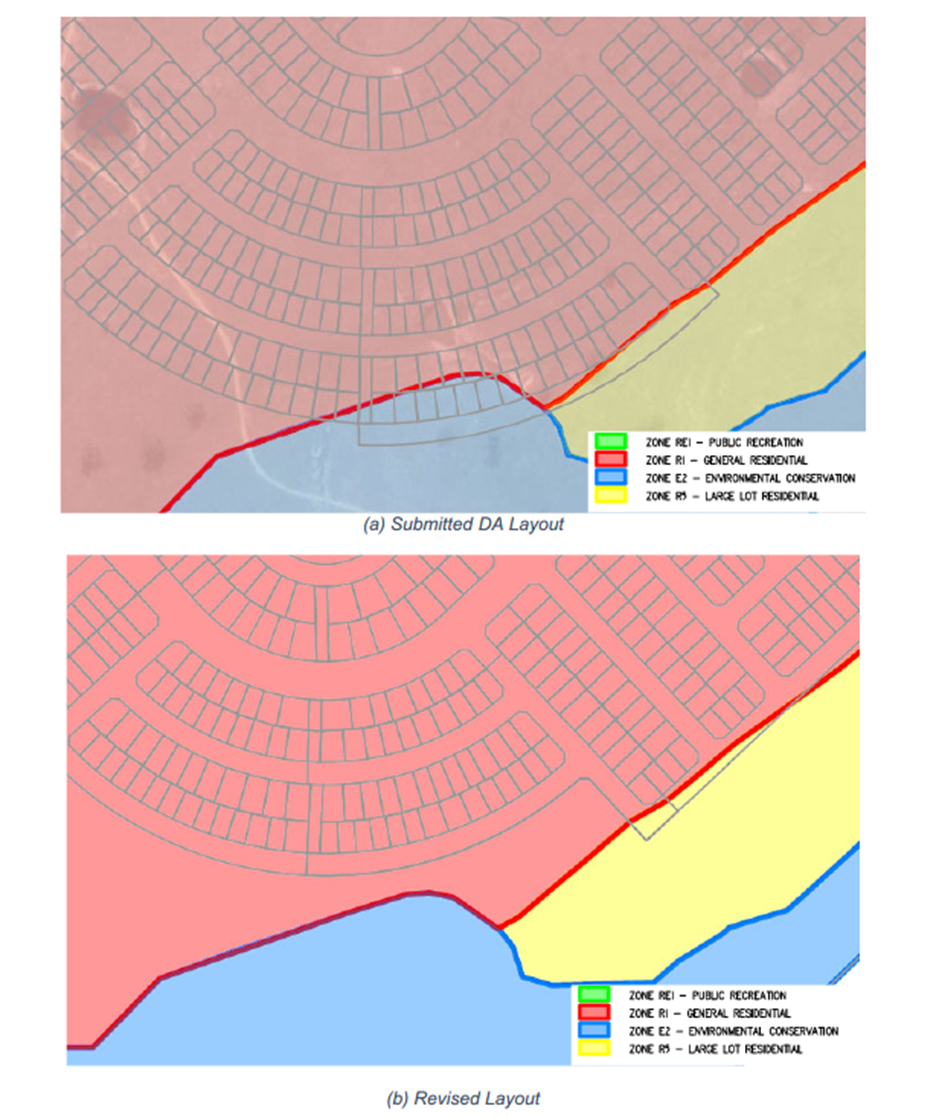 ZONE RE1 – PUBLIC RECREATION
ZONE R1 – GENERAL RESIDENTIAL
ZONE E2 – ENVIRONMENTAL CONSERVATION
ZONE R5 – LARGE LOT RESIDENTIAL
(a) Submitted DA Layout
ZONE RE1 – PUBLIC RECREATION
ZONE R1 – GENERAL RESIDENTIAL
ZONE E2 – ENVIRONMENTAL CONSERVATION
ZONE R5 – LARGE LOT RESIDENTIAL
(b) Revised Layout